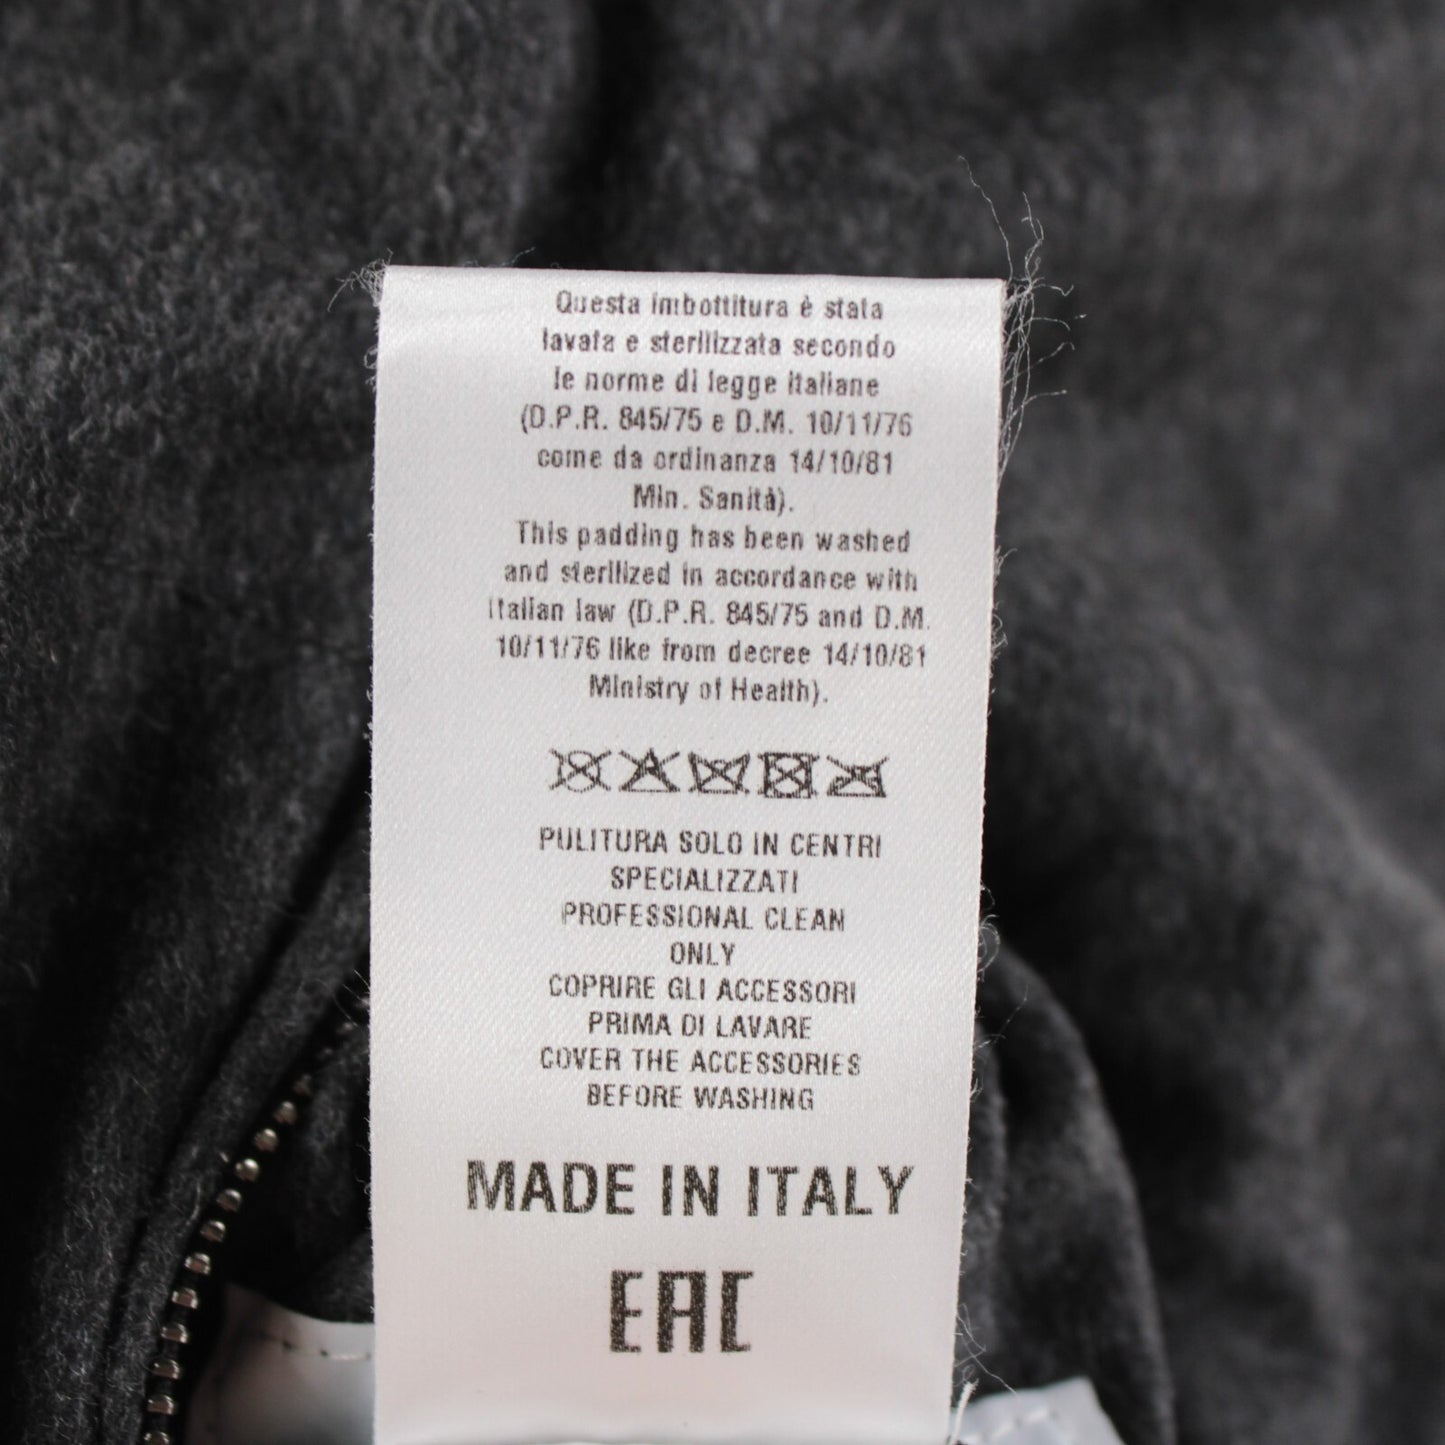 Questa imbottitura è stata
lavata e sterilizzata secondo
le norme di legge italiane
(D.P.R. 845/75 e D.M. 10/11/76
come da ordinanza 14/10/81
Min. Sanità).
This padding has been washed
and sterilized in accordance with
Italian law (D.P.R. 845/75 and D.M.
10/11/76 like from decree 14/10/81
Ministry of Health).
PULITURA SOLO IN CENTRI
SPECIALIZZATI
PROFESSIONAL CLEAN
ONLY
COPRIRE GLI ACCESSORI
PRIMA DI LAVARE
COVER THE ACCESSORIES
BEFORE WASHING
MADE IN ITALY
EAC